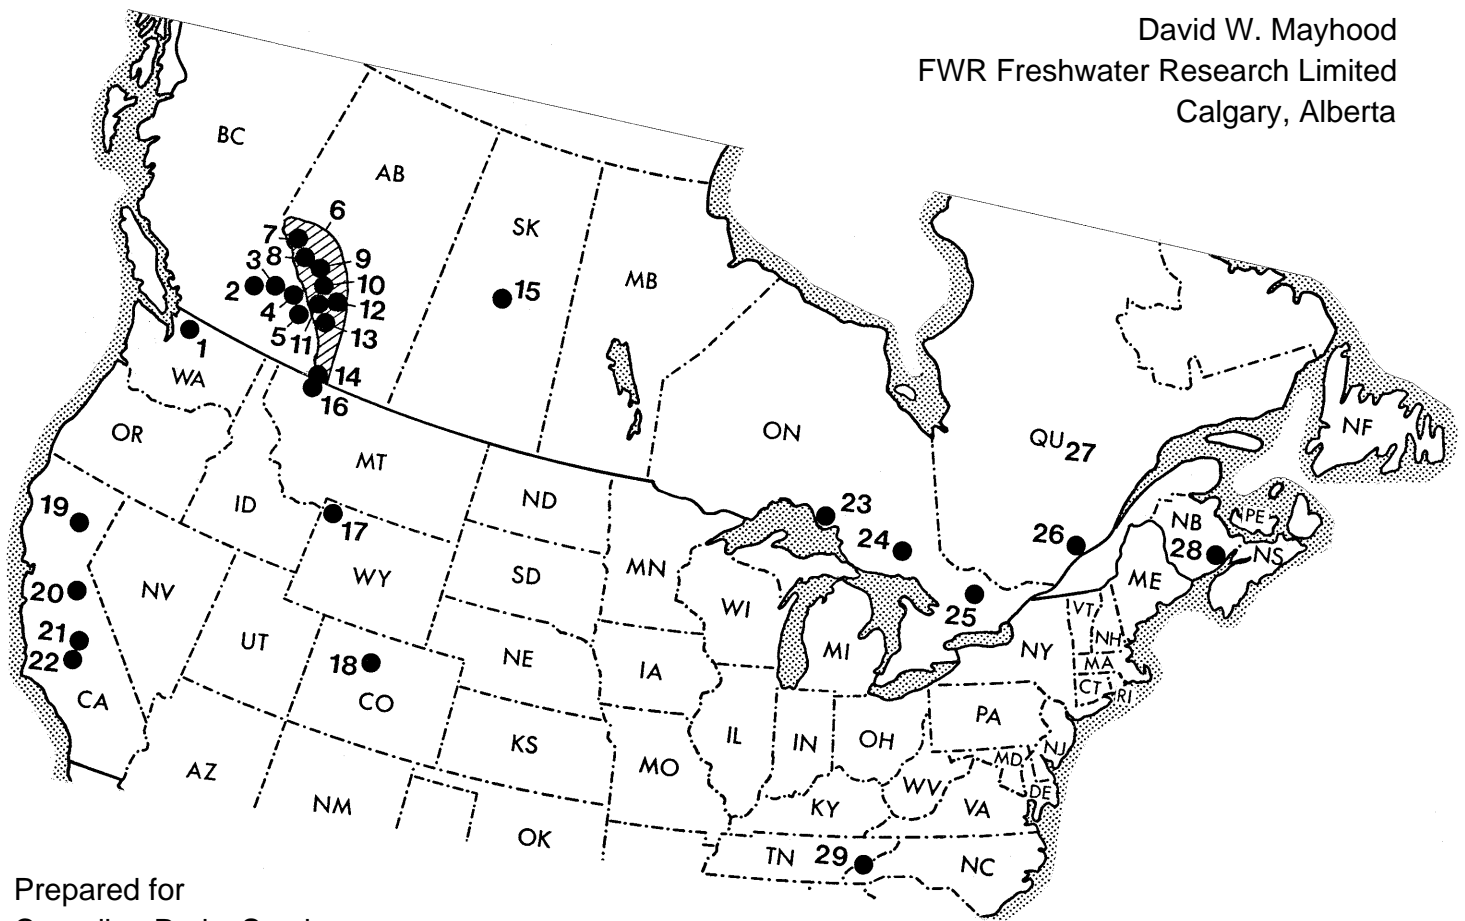 David W. Mayhood
FWR Freshwater Research Limited
Calgary, Alberta
BC
AB
6
SK
7
8
9
3
MB
10
2
15
4
12
5
11
13
1
14
WA
16
OR
ON
QU 27
NF
MT
ID
ND
19
17
23
NB
PE
24
26
28
NS
WY
SD
MN
ME
20
NV
WI
25
VT
21
UT
NH
22
18
NE
IA
MI
NY
MA
CA
CO
CT
RI
PA
KS
IL
IN
OH
NJ
AZ
MO
MD
WV
DE
NM
KY
VA
OK
TN
29
NC
Prepared for